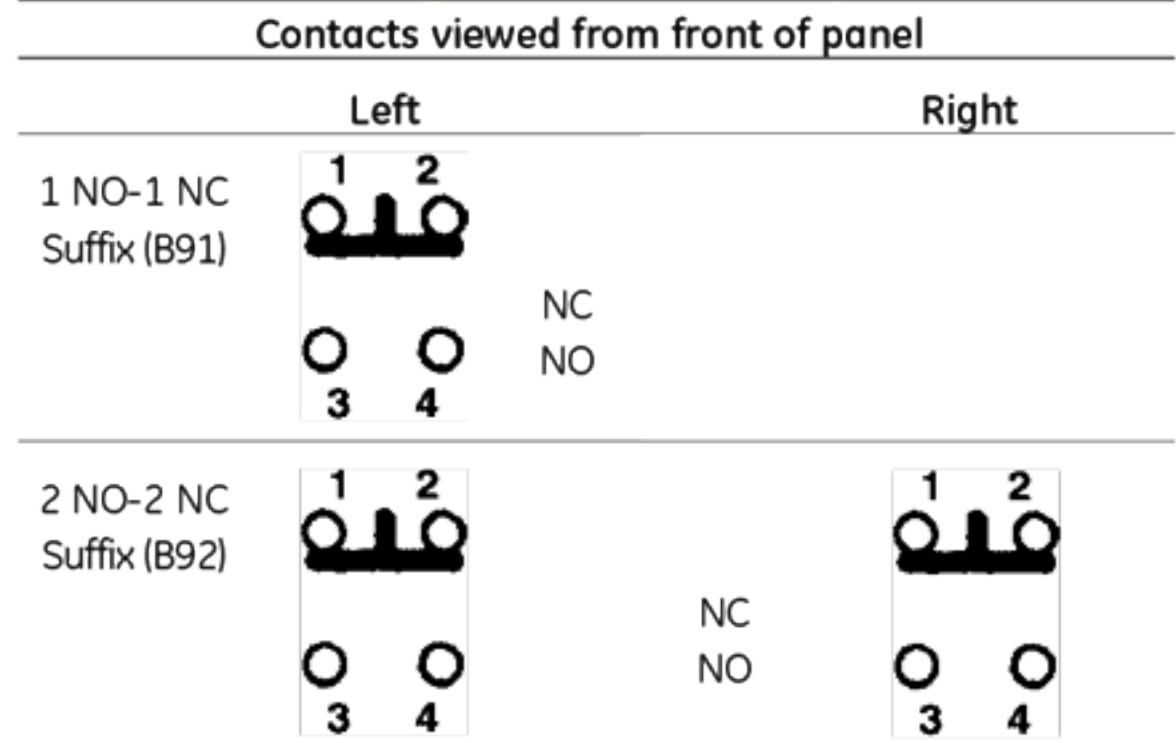 Contacts viewed from front of panel
Left Right
1 NO-1 NC
Suffix (B91)
1 2
NC
NO
3 4
2 NO-2 NC
Suffix (B92)
1 2
1 2
NC
NO
3 4
3 4